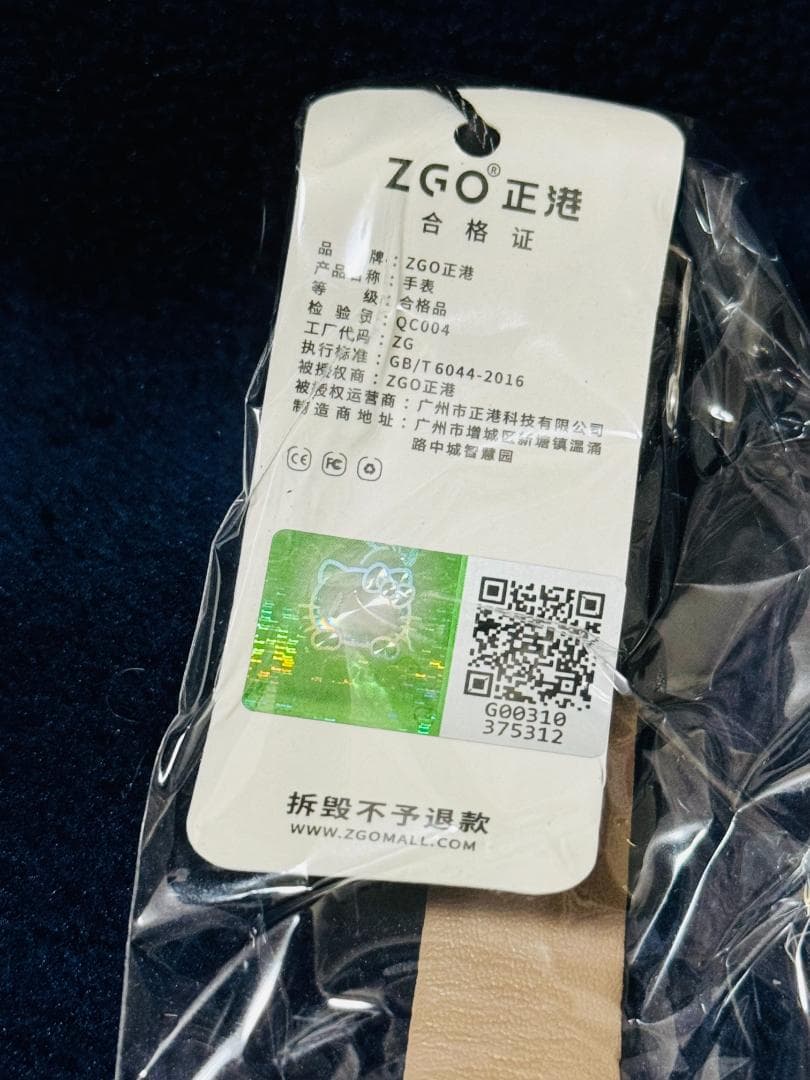 ZGO®正港
合格证
品牌：ZGO正港
产品名称：手表
等级：合格品
检验员：QC004
工厂代码：ZG
执行标准：GB/T6044-2016
被授权商：ZGO正港
被授权运营商：广州市正港科技有限公司
制造商地址：广州市增城区新塘镇温涌
路中城智慧园
CE FC
G00310
375312
拆毁不予退款
WWW.ZGOMALL.COM